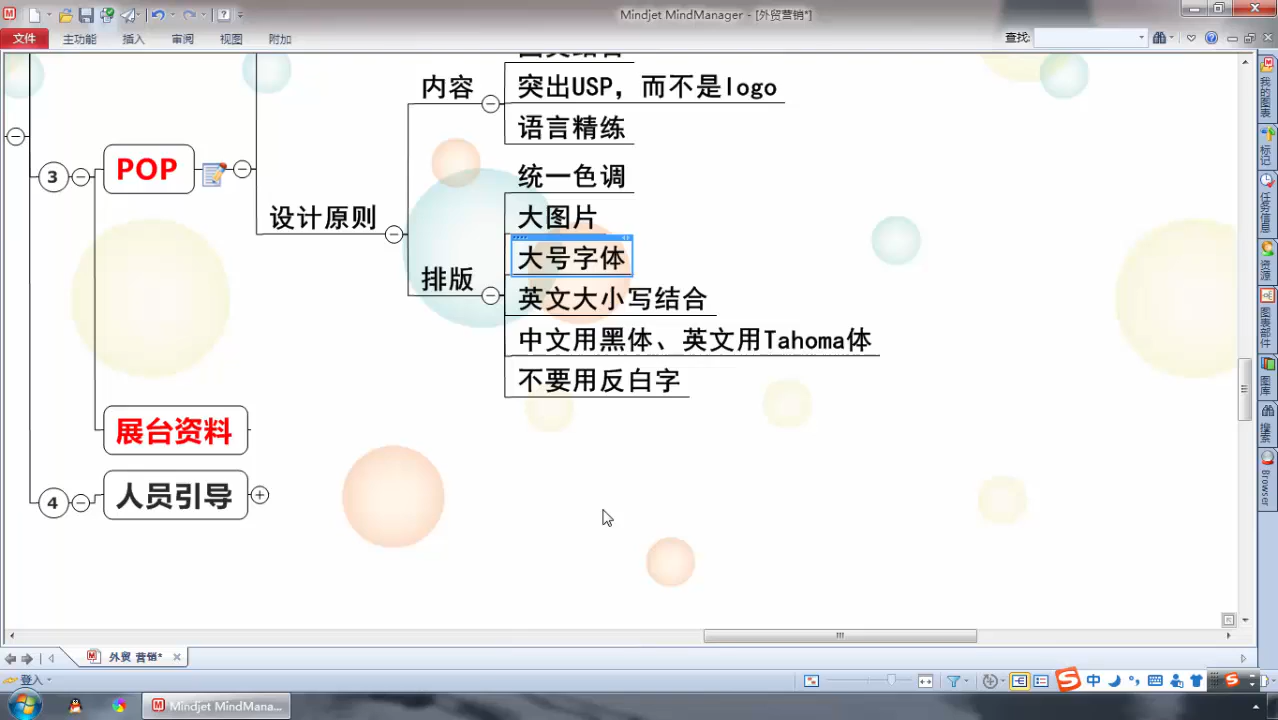 Mindjet MindManager - [外贸营销*]
文件 主功能 插入 审阅 视图 附加 查找:
内容
突出USP，而不是logo
语言精练
3
POP
设计原则
排版
统一色调
大图片
大号字体
英文大小写结合
中文用黑体、英文用Tahoma体
不要用反白字
展台资料
4
人员引导
我的图表
标记
任务信息
资源
图表部件
图库
搜索
Browser
外贸 营销*
登入
中
Mindjet MindMana...